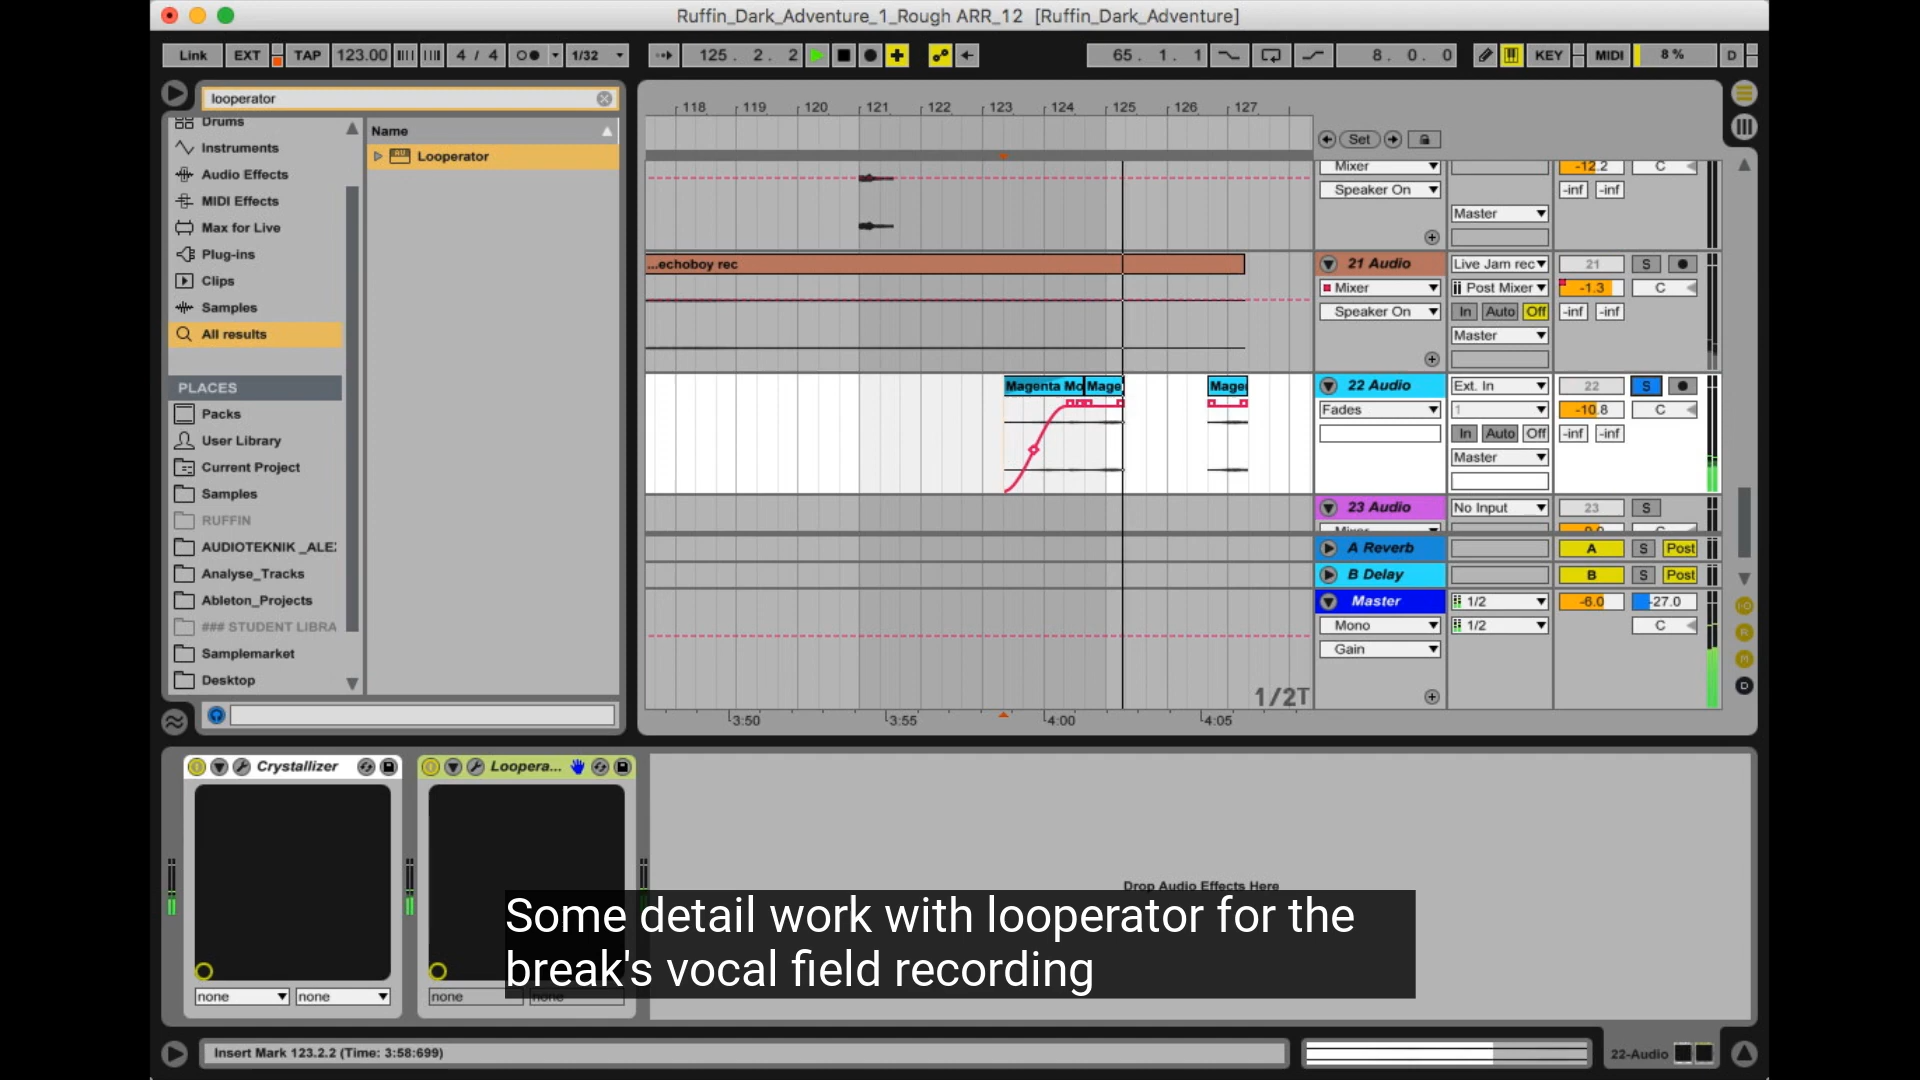 Ruffin_Dark_Adventure_1_Rough ARR_12 [Ruffin_Dark_Adventure]
Link EXT TAP 123.00 4 / 4 1/32 125 . 2 . 2 65 . 1 . 1 8 . 0 . 0 KEY MIDI 8 % D
looperator
Drums
Instruments
Audio Effects
MIDI Effects
Max for Live
Plug-ins
Clips
Samples
All results
PLACES
Packs
User Library
Current Project
Samples
RUFFIN
AUDIOTEKNIK _ALE
Analyse_Tracks
Ableton_Projects
### STUDENT LIBRA
Samplemarket
Desktop
Name
Looperator
118 119 120 121 122 123 124 125 126 127
Set
Mixer -12.2 C
Speaker On -inf -inf
Master
...echoboy rec 21 Audio Live Jam rec 21 S
Mixer Post Mixer -1.3 C
Speaker On In Auto Off -inf -inf
Master
Magenta Mo Mage Mage 22 Audio Ext. In 22 S
Fades 1 -10.8 C
In Auto Off -inf -inf
Master
23 Audio No Input 23 S
Mixer 0.0 C
A Reverb A S Post
B Delay B S Post
Master 1/2 -6.0 -27.0
Mono 1/2 C
Gain
1/2T
3:50 3:55 4:00 4:05
Crystallizer
none none
Loopera...
none none
Drop Audio Effects Here
Some detail work with looperator for the
break's vocal field recording
Insert Mark 123.2.2 (Time: 3:58:699)
22-Audio